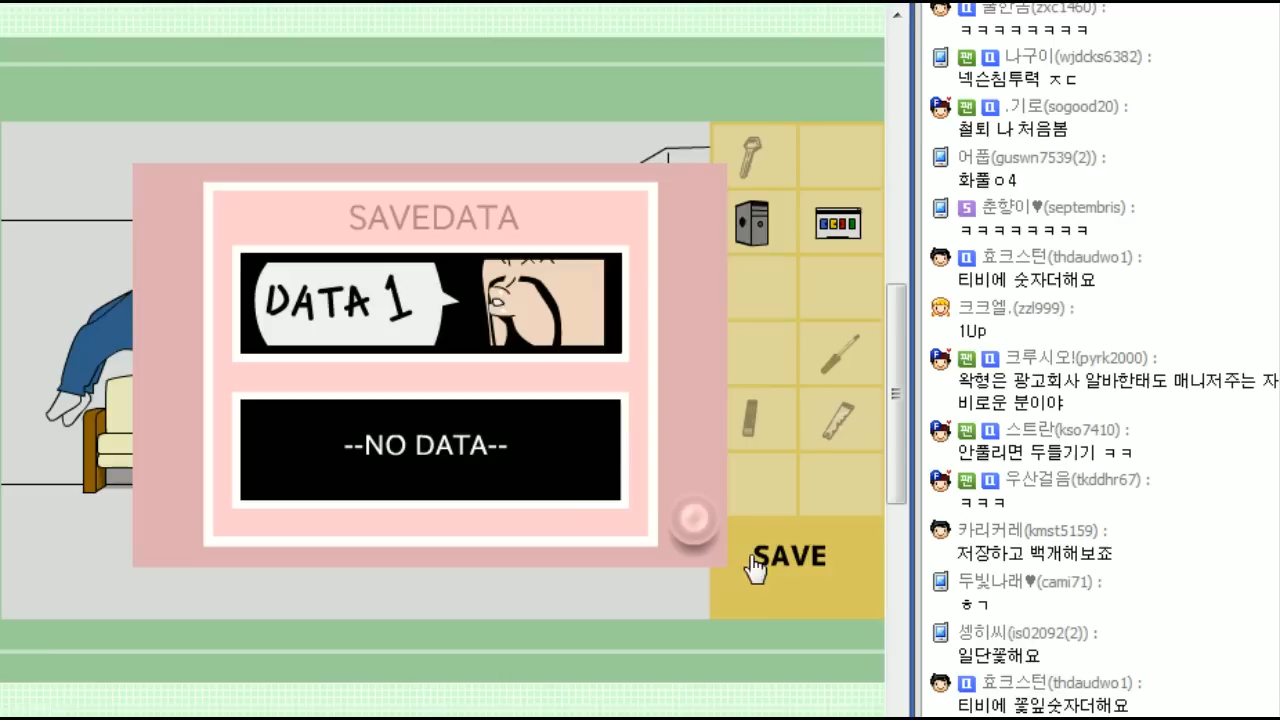 SAVEDATA
DATA 1
--NO DATA--
SAVE
(zxc1460) :
ㅋㅋㅋㅋㅋㅋㅋㅋ
팬 나구이(wjdcks6382) :
넥슨침투력 ㅈㄷ
팬 .기로(sogood20) :
철퇴 나 처음봄
어풉(guswn7539(2)) :
화풀ㅇ4
S 춘향이♥(septembris) :
ㅋㅋㅋㅋㅋㅋㅋㅋ
효크스턴(thdaudwo1) :
티비에 숫자더해요
크크엘.(zzl999) :
1Up
팬 크루시오!(pyrk2000) :
왁형은 광고회사 알바한태도 매니저주는 자
비로운 분이야
팬 스트란(kso7410) :
안풀리면 두들기기 ㅋㅋ
팬 우산걸음(tkddhr67) :
ㅋㅋㅋ
카리커레(kmst5159) :
저장하고 백개해보죠
두빛나래♥(cami71) :
ㅎㄱ
셍히씨(is02092(2)) :
일단꽃해요
효크스턴(thdaudwo1) :
티비에 꽃잎숫자더해요